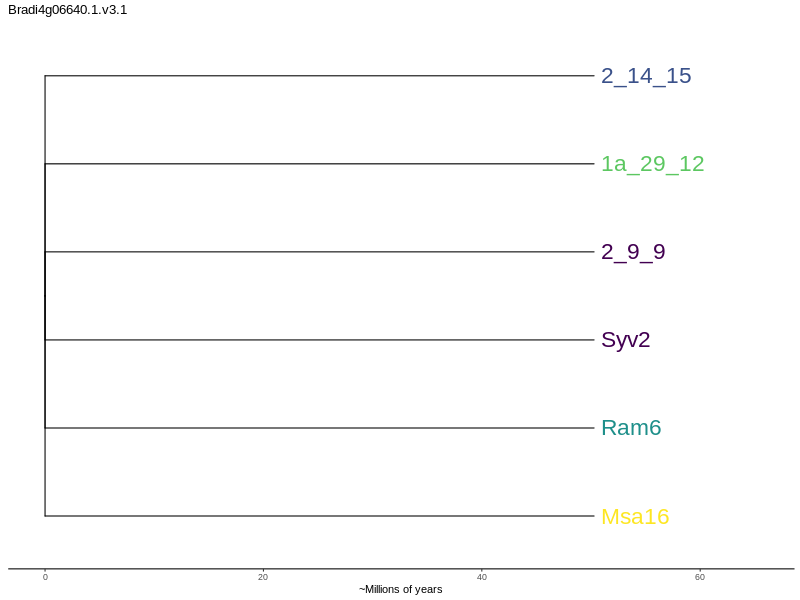 Bradi4g06640.1.v3.1
2_14_15
1a_29_12
2_9_9
Syv2
Ram6
Msa16
0 20 40 60
~Millions of years